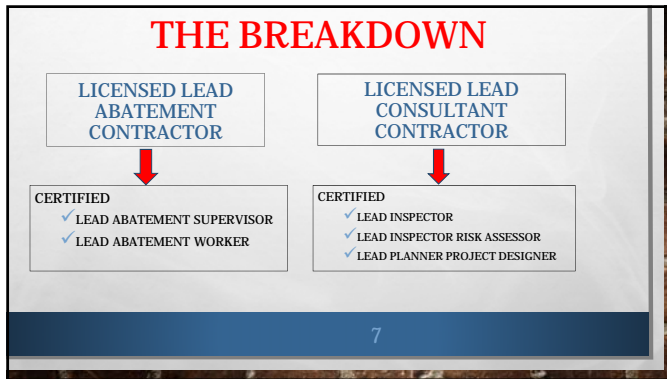 THE BREAKDOWN
LICENSED LEAD
ABATEMENT
CONTRACTOR
CERTIFIED
LEAD ABATEMENT SUPERVISOR
LEAD ABATEMENT WORKER
LICENSED LEAD
CONSULTANT
CONTRACTOR
CERTIFIED
LEAD INSPECTOR
LEAD INSPECTOR RISK ASSESSOR
LEAD PLANNER PROJECT DESIGNER
7